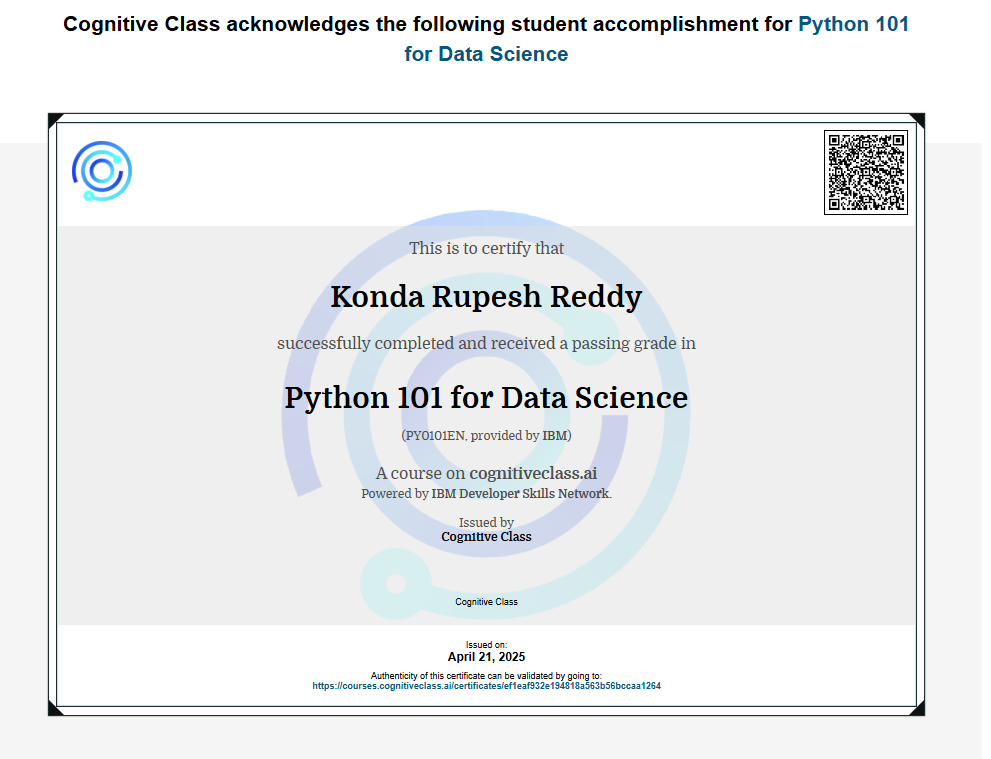 Cognitive Class acknowledges the following student accomplishment for Python 101
for Data Science
This is to certify that
Konda Rupesh Reddy
successfully completed and received a passing grade in
Python 101 for Data Science
(PY0101EN, provided by IBM)
A course on cognitiveclass.ai
Powered by IBM Developer Skills Network.
Issued by
Cognitive Class
Cognitive Class
Issued on:
April 21, 2025
Authenticity of this certificate can be validated by going to:
https://courses.cognitiveclass.ai/certificates/ef1eaf932e194818a563b56bccaa1264